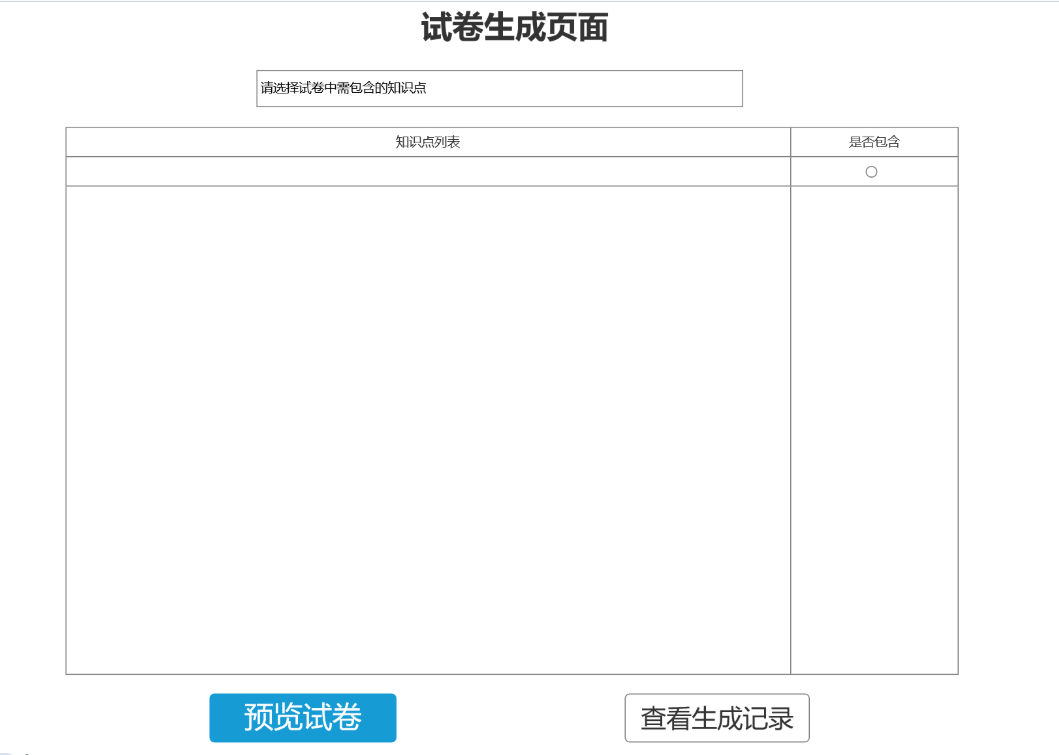 试卷生成页面
请选择试卷中需包含的知识点
知识点列表
是否包含
预览试卷
查看生成记录